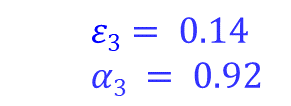 ε₃ = 0.14
α₃ = 0.92